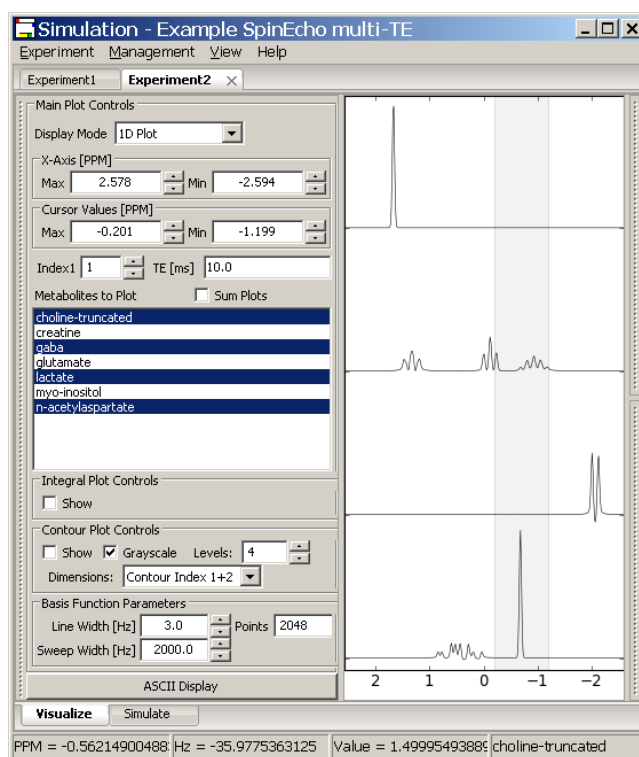 Simulation - Example SpinEcho multi-TE
Experiment Management View Help
Experiment1 Experiment2
Main Plot Controls
Display Mode 1D Plot
X-Axis [PPM]
Max 2.578 Min -2.594
Cursor Values [PPM]
Max -0.201 Min -1.199
Index1 1 TE [ms] 10.0
Metabolites to Plot Sum Plots
choline-truncated
creatine
gaba
glutamate
lactate
myo-inositol
n-acetylaspartate
Integral Plot Controls
Show
Contour Plot Controls
Show Grayscale Levels: 4
Dimensions: Contour Index 1+2
Basis Function Parameters
Line Width [Hz] 3.0 Points 2048
Sweep Width [Hz] 2000.0
ASCII Display
2 1 0 -1 -2
Visualize Simulate
PPM = -0.56214900488 Hz = -35.9775363125 Value = 1.4999549388 choline-truncated